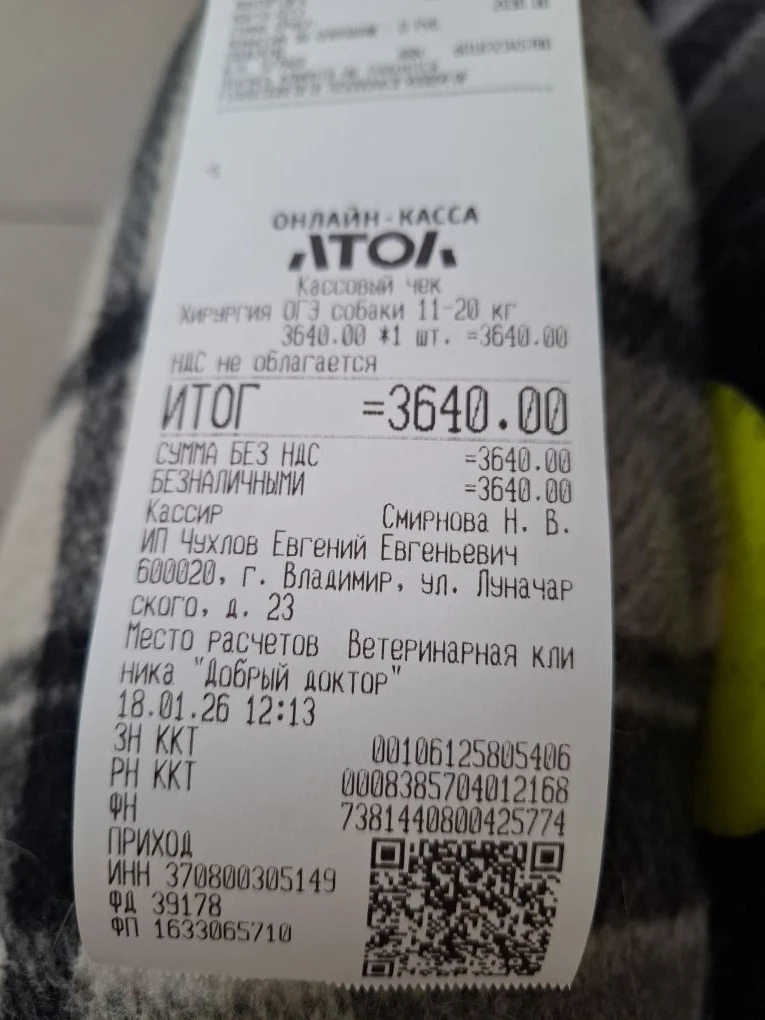 ОНЛАЙН-КАССА
АТОЛ
Кассовый чек
Хирургия ОГЭ собаки 11-20 кг
3640.00 *1 шт. =3640.00
НДС не облагается
ИТОГ =3640.00
СУММА БЕЗ НДС =3640.00
БЕЗНАЛИЧНЫМИ =3640.00
Кассир Смирнова Н. В.
ИП Чухлов Евгений Евгеньевич
600020, г. Владимир, ул. Луначар
ского, д. 23
Место расчетов Ветеринарная кли
ника "Добрый доктор"
18.01.26 12:13
ЗН ККТ 00106125805406
РН ККТ 0008385704012168
ФН 7381440800425774
ПРИХОД
ИНН 370800305149
ФД 39178
ФП 1633065710